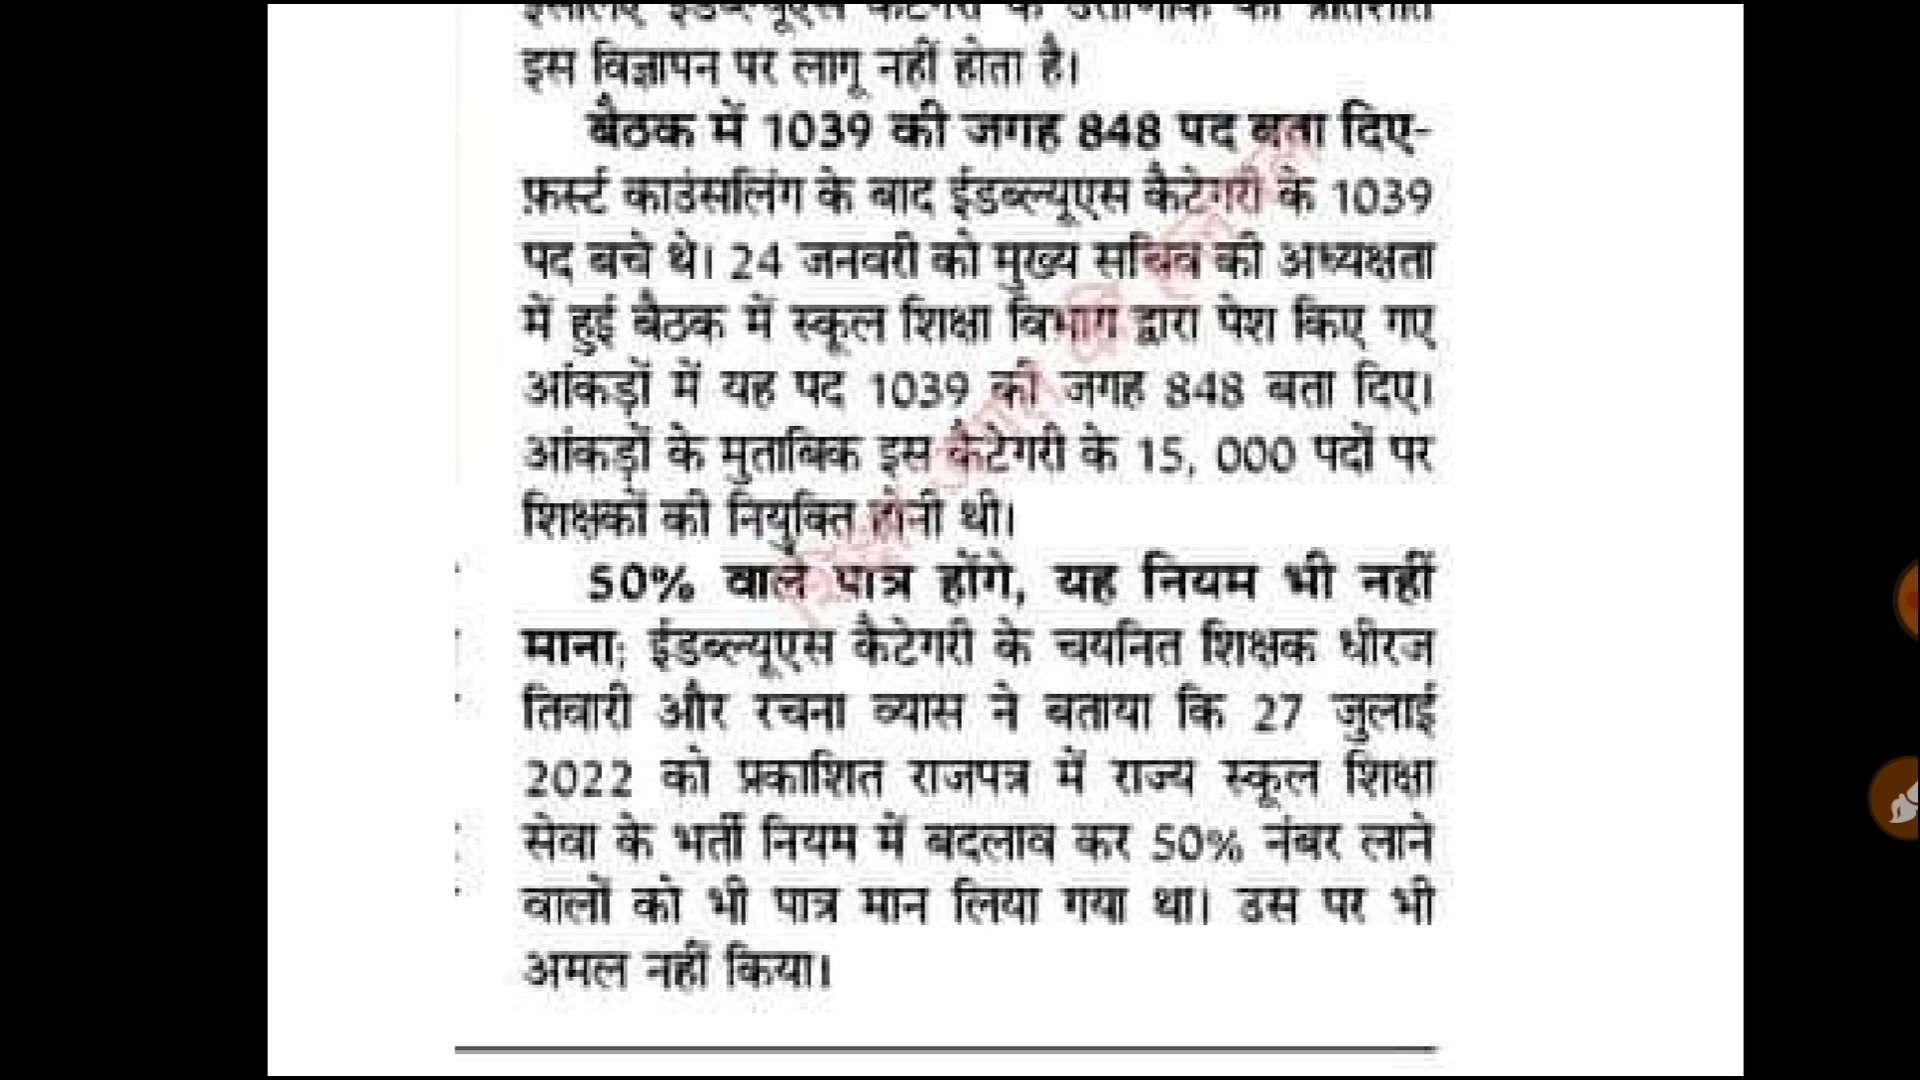 इस विज्ञापन पर लागू नहीं होता है।
बैठक में 1039 की जगह 848 पद बता दिए-
फ़र्स्ट काउंसलिंग के बाद ईडब्ल्यूएस कैटेगरी के 1039
पद बचे थे। 24 जनवरी को मुख्य सचिव की अध्यक्षता
में हुई बैठक में स्कूल शिक्षा विभाग द्वारा पेश किए गए
आंकड़ों में यह पद 1039 की जगह 848 बता दिए।
आंकड़ों के मुताबिक इस कैटेगरी के 15, 000 पदों पर
शिक्षकों की नियुक्ति होनी थी।
50% वाले पात्र होंगे, यह नियम भी नहीं
माना; ईडब्ल्यूएस कैटेगरी के चयनित शिक्षक धीरज
तिवारी और रचना व्यास ने बताया कि 27 जुलाई
2022 को प्रकाशित राजपत्र में राज्य स्कूल शिक्षा
सेवा के भर्ती नियम में बदलाव कर 50% नंबर लाने
वालों को भी पात्र मान लिया गया था। उस पर भी
अमल नहीं किया।